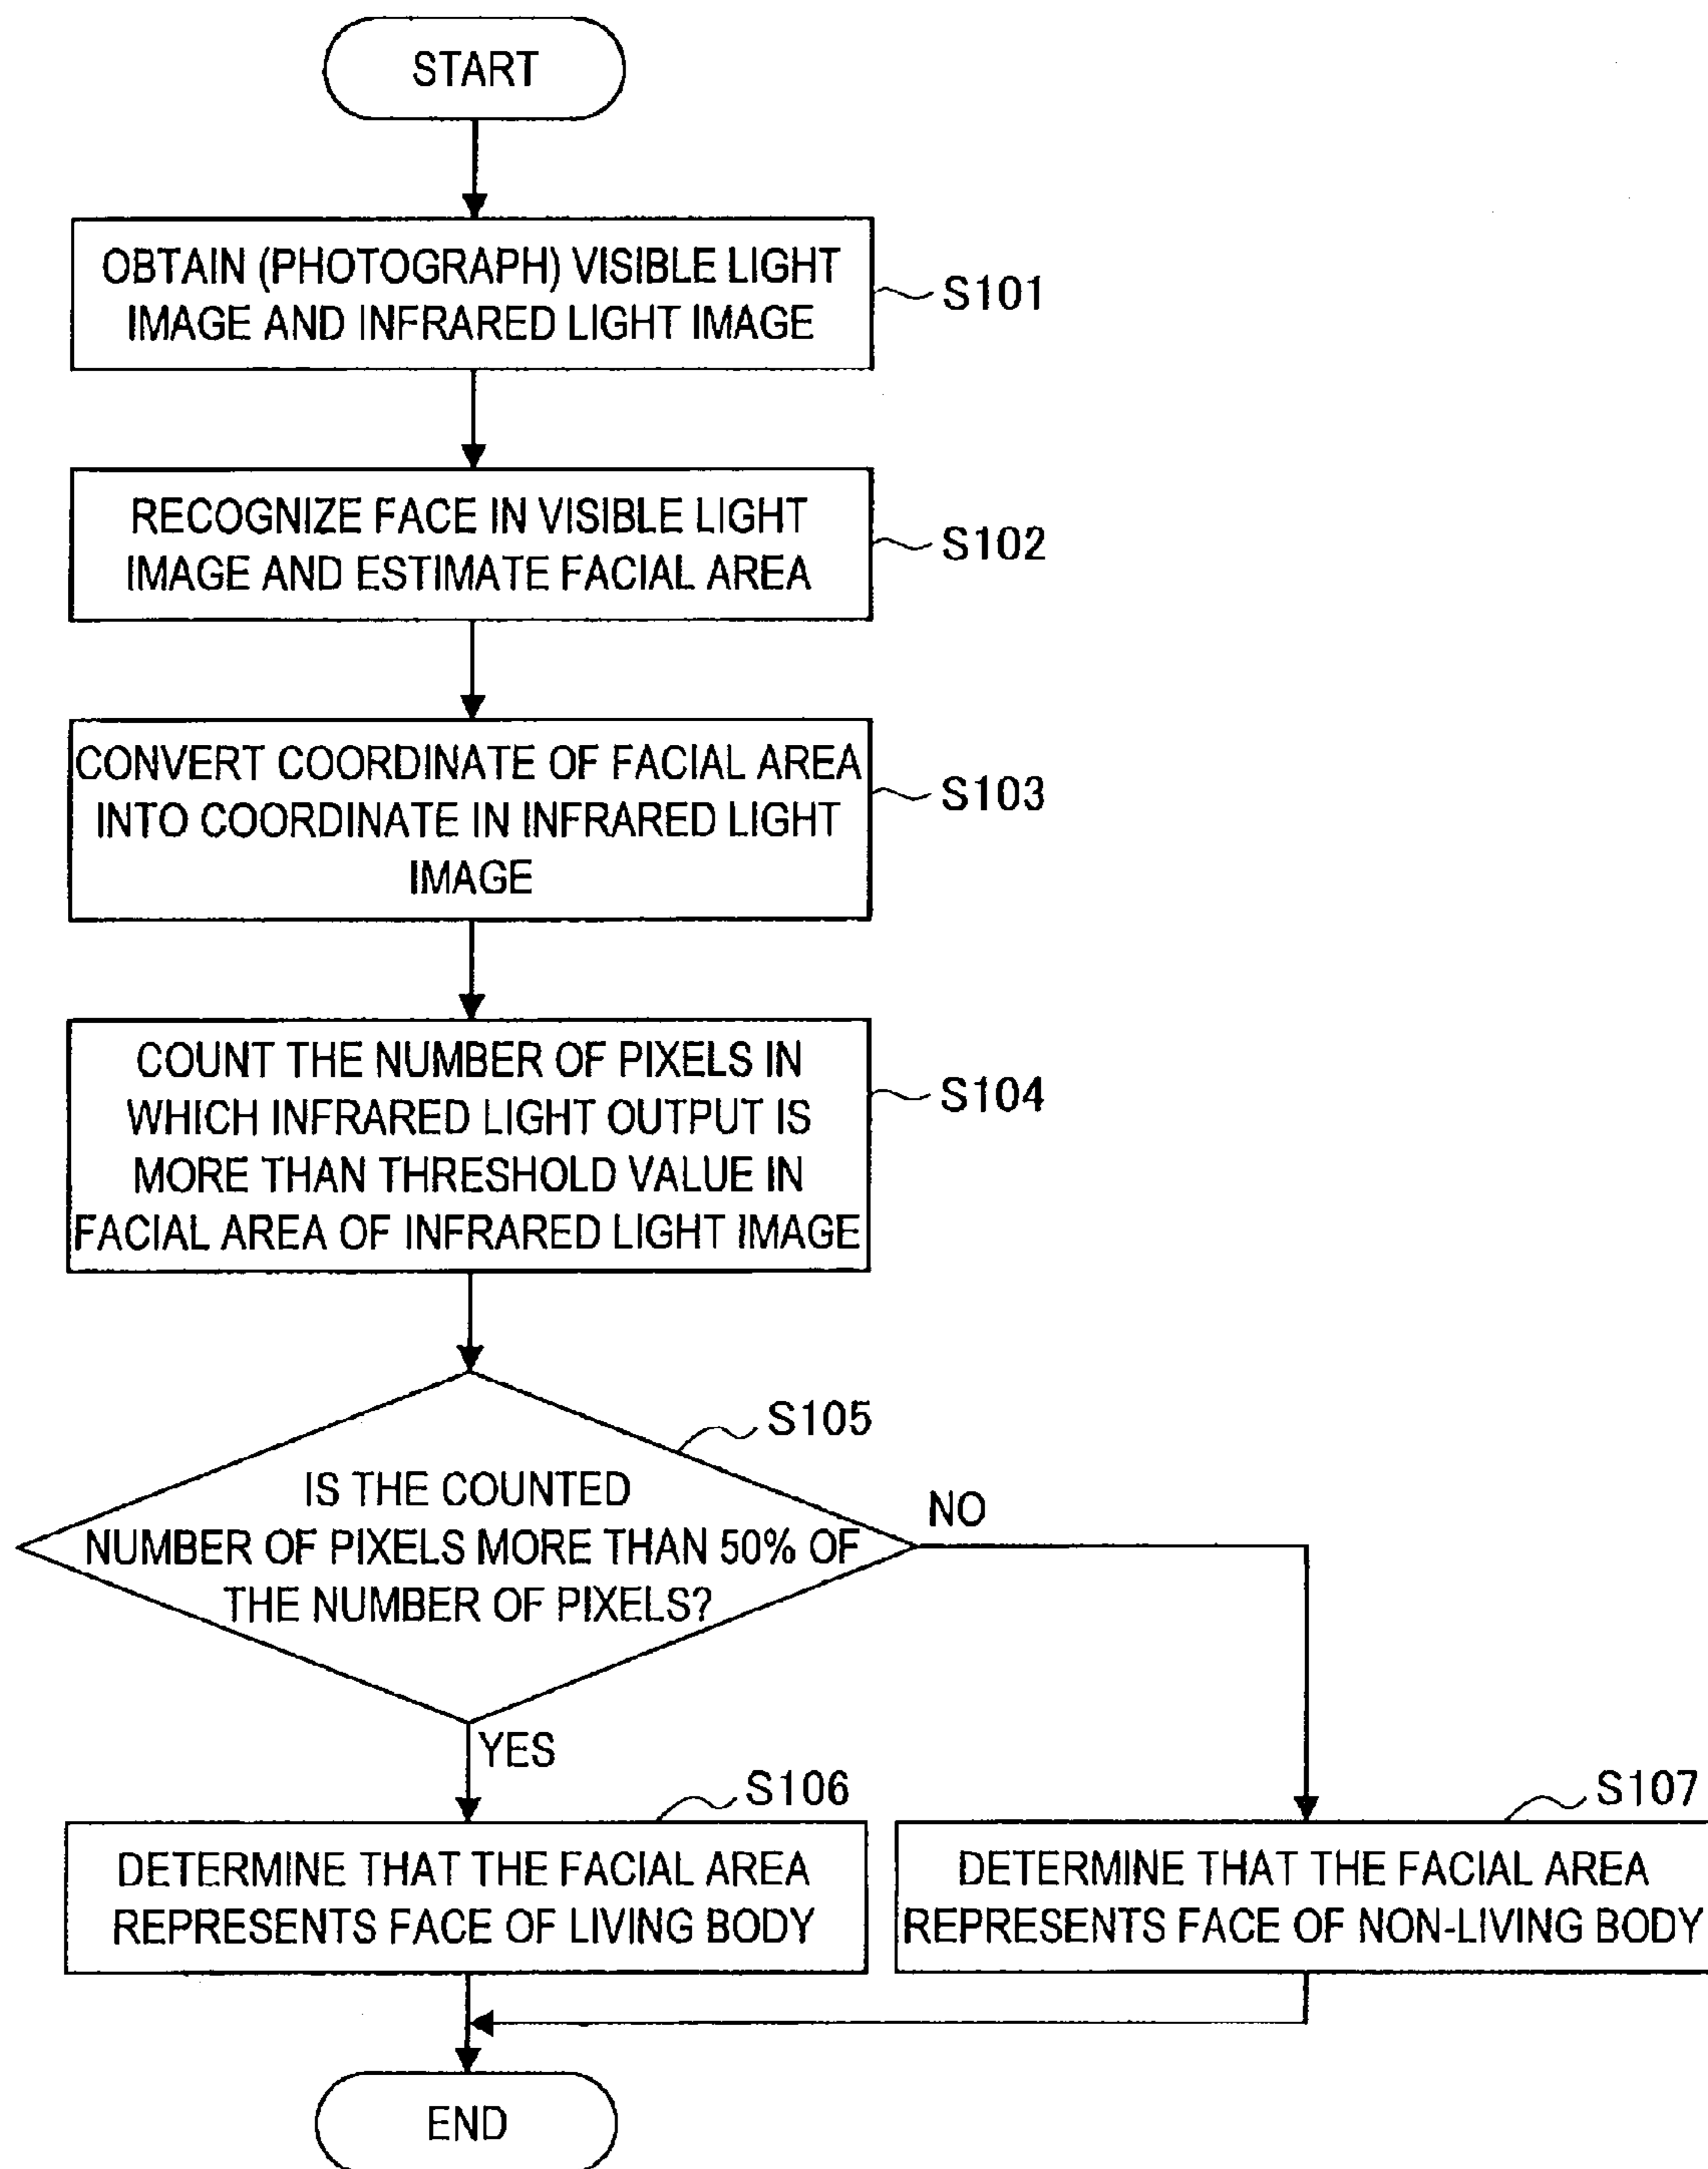 START
OBTAIN (PHOTOGRAPH) VISIBLE LIGHT
IMAGE AND INFRARED LIGHT IMAGE
S101
RECOGNIZE FACE IN VISIBLE LIGHT
IMAGE AND ESTIMATE FACIAL AREA
S102
CONVERT COORDINATE OF FACIAL AREA
INTO COORDINATE IN INFRARED LIGHT
IMAGE
S103
COUNT THE NUMBER OF PIXELS IN
WHICH INFRARED LIGHT OUTPUT IS
MORE THAN THRESHOLD VALUE IN
FACIAL AREA OF INFRARED LIGHT IMAGE
S104
S105
IS THE COUNTED
NUMBER OF PIXELS MORE THAN 50% OF
THE NUMBER OF PIXELS?
NO
YES
S106
DETERMINE THAT THE FACIAL AREA
REPRESENTS FACE OF LIVING BODY
S107
DETERMINE THAT THE FACIAL AREA
REPRESENTS FACE OF NON-LIVING BODY
END